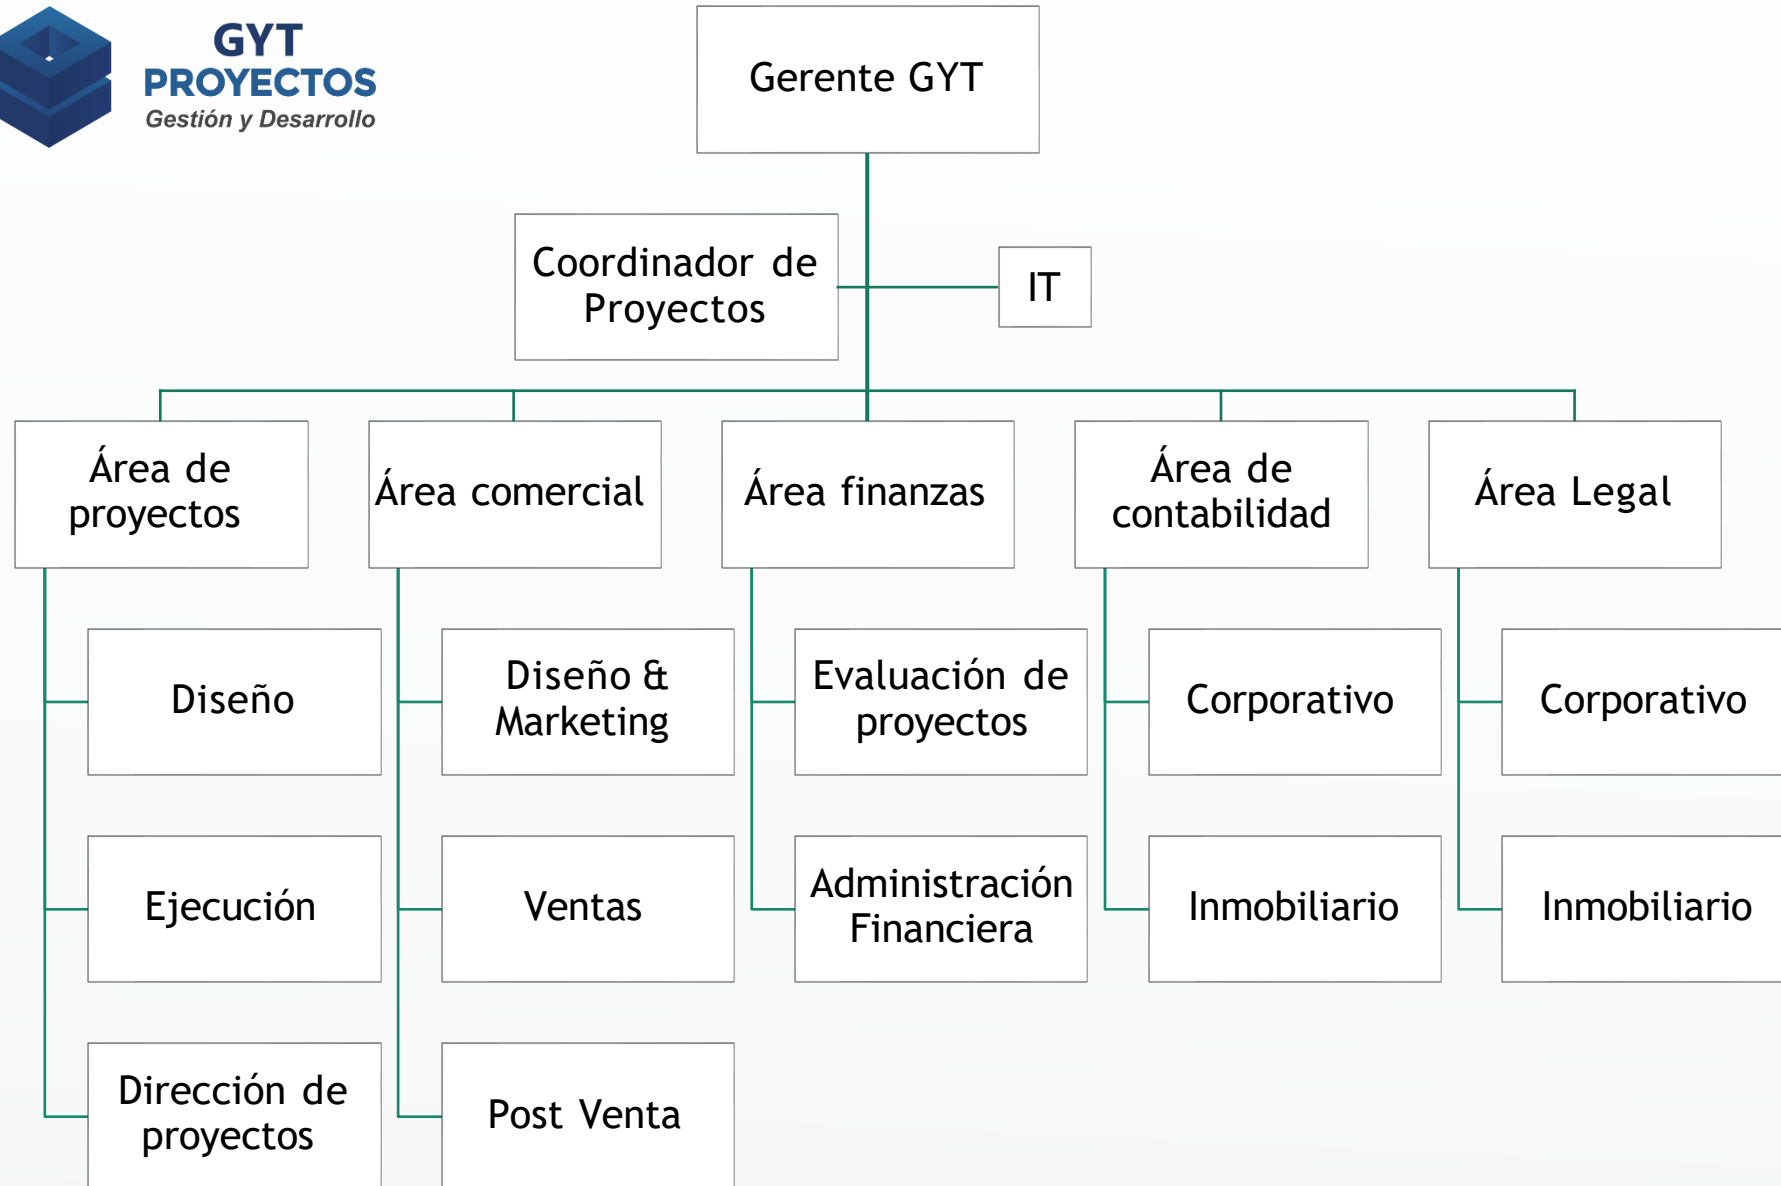 GYT
PROYECTOS
Gestión y Desarrollo
Gerente GYT
Coordinador de
Proyectos
IT
Área de
proyectos
Área comercial
Área finanzas
Área de
contabilidad
Área Legal
Diseño
Diseño &
Marketing
Evaluación de
proyectos
Corporativo
Corporativo
Ejecución
Ventas
Administración
Financiera
Inmobiliario
Inmobiliario
Dirección de
proyectos
Post Venta